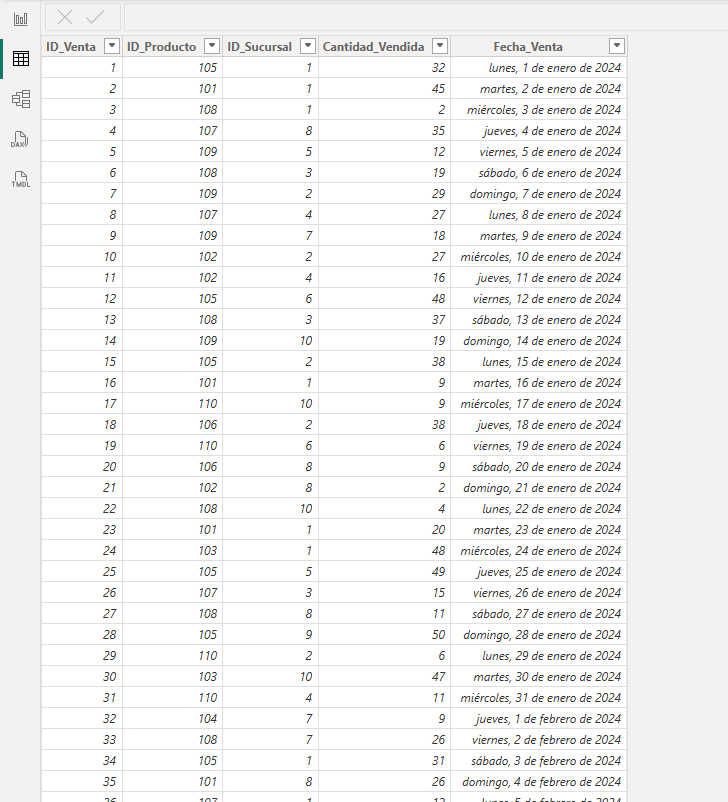 ID_Venta ID_Producto ID_Sucursal Cantidad_Vendida Fecha_Venta
1 105 1 32 lunes, 1 de enero de 2024
2 101 1 45 martes, 2 de enero de 2024
3 108 1 2 miércoles, 3 de enero de 2024
DAX
4 107 8 35 jueves, 4 de enero de 2024
5 109 5 12 viernes, 5 de enero de 2024
TMDL
6 108 3 19 sábado, 6 de enero de 2024
7 109 2 29 domingo, 7 de enero de 2024
8 107 4 27 lunes, 8 de enero de 2024
9 109 7 18 martes, 9 de enero de 2024
10 102 2 27 miércoles, 10 de enero de 2024
11 102 4 16 jueves, 11 de enero de 2024
12 105 6 48 viernes, 12 de enero de 2024
13 108 3 37 sábado, 13 de enero de 2024
14 109 10 19 domingo, 14 de enero de 2024
15 105 2 38 lunes, 15 de enero de 2024
16 101 1 9 martes, 16 de enero de 2024
17 110 10 9 miércoles, 17 de enero de 2024
18 106 2 38 jueves, 18 de enero de 2024
19 110 6 6 viernes, 19 de enero de 2024
20 106 8 9 sábado, 20 de enero de 2024
21 102 8 2 domingo, 21 de enero de 2024
22 108 10 4 lunes, 22 de enero de 2024
23 101 1 20 martes, 23 de enero de 2024
24 103 1 48 miércoles, 24 de enero de 2024
25 105 5 49 jueves, 25 de enero de 2024
26 107 3 15 viernes, 26 de enero de 2024
27 108 8 11 sábado, 27 de enero de 2024
28 105 9 50 domingo, 28 de enero de 2024
29 110 2 6 lunes, 29 de enero de 2024
30 103 10 47 martes, 30 de enero de 2024
31 110 4 11 miércoles, 31 de enero de 2024
32 104 7 9 jueves, 1 de febrero de 2024
33 108 7 26 viernes, 2 de febrero de 2024
34 105 1 31 sábado, 3 de febrero de 2024
35 101 8 26 domingo, 4 de febrero de 2024